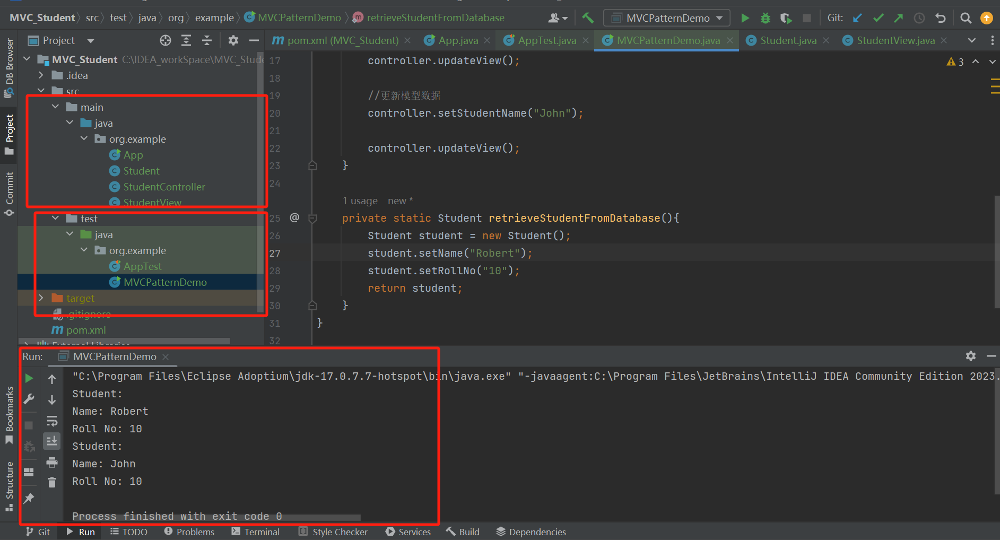 MVC_Student src test java org example MVCPatternDemo retrieveStudentFromDatabase MVCPatternDemo Git:
Project
pom.xml (MVC_Student) App.java AppTest.java MVCPatternDemo.java Student.java StudentView.java
DB Browser
Project
Commit
Bookmarks
Structure
MVC_Student C:\IDEA_workSpace\MVC_Stude
.idea
src
main
java
org.example
App
Student
StudentController
StudentView
test
java
org.example
AppTest
MVCPatternDemo
target
.gitignore
pom.xml
External Libraries
3
17 controller.updateView();
18
19 //更新模型数据
20 controller.setStudentName("John");
21
22 controller.updateView();
23 }
24
1 usage new *
25 @ private static Student retrieveStudentFromDatabase(){
26 Student student = new Student();
27 student.setName("Robert");
28 student.setRollNo("10");
29 return student;
30 }
31 }
32
Run: MVCPatternDemo
"C:\Program Files\Eclipse Adoptium\jdk-17.0.7.7-hotspot\bin\java.exe" "-javaagent:C:\Program Files\JetBrains\IntelliJ IDEA Community Edition 2023.
Student:
Name: Robert
Roll No: 10
Student:
Name: John
Roll No: 10
Process finished with exit code 0
Git Run TODO Problems Terminal Style Checker Services Build Dependencies